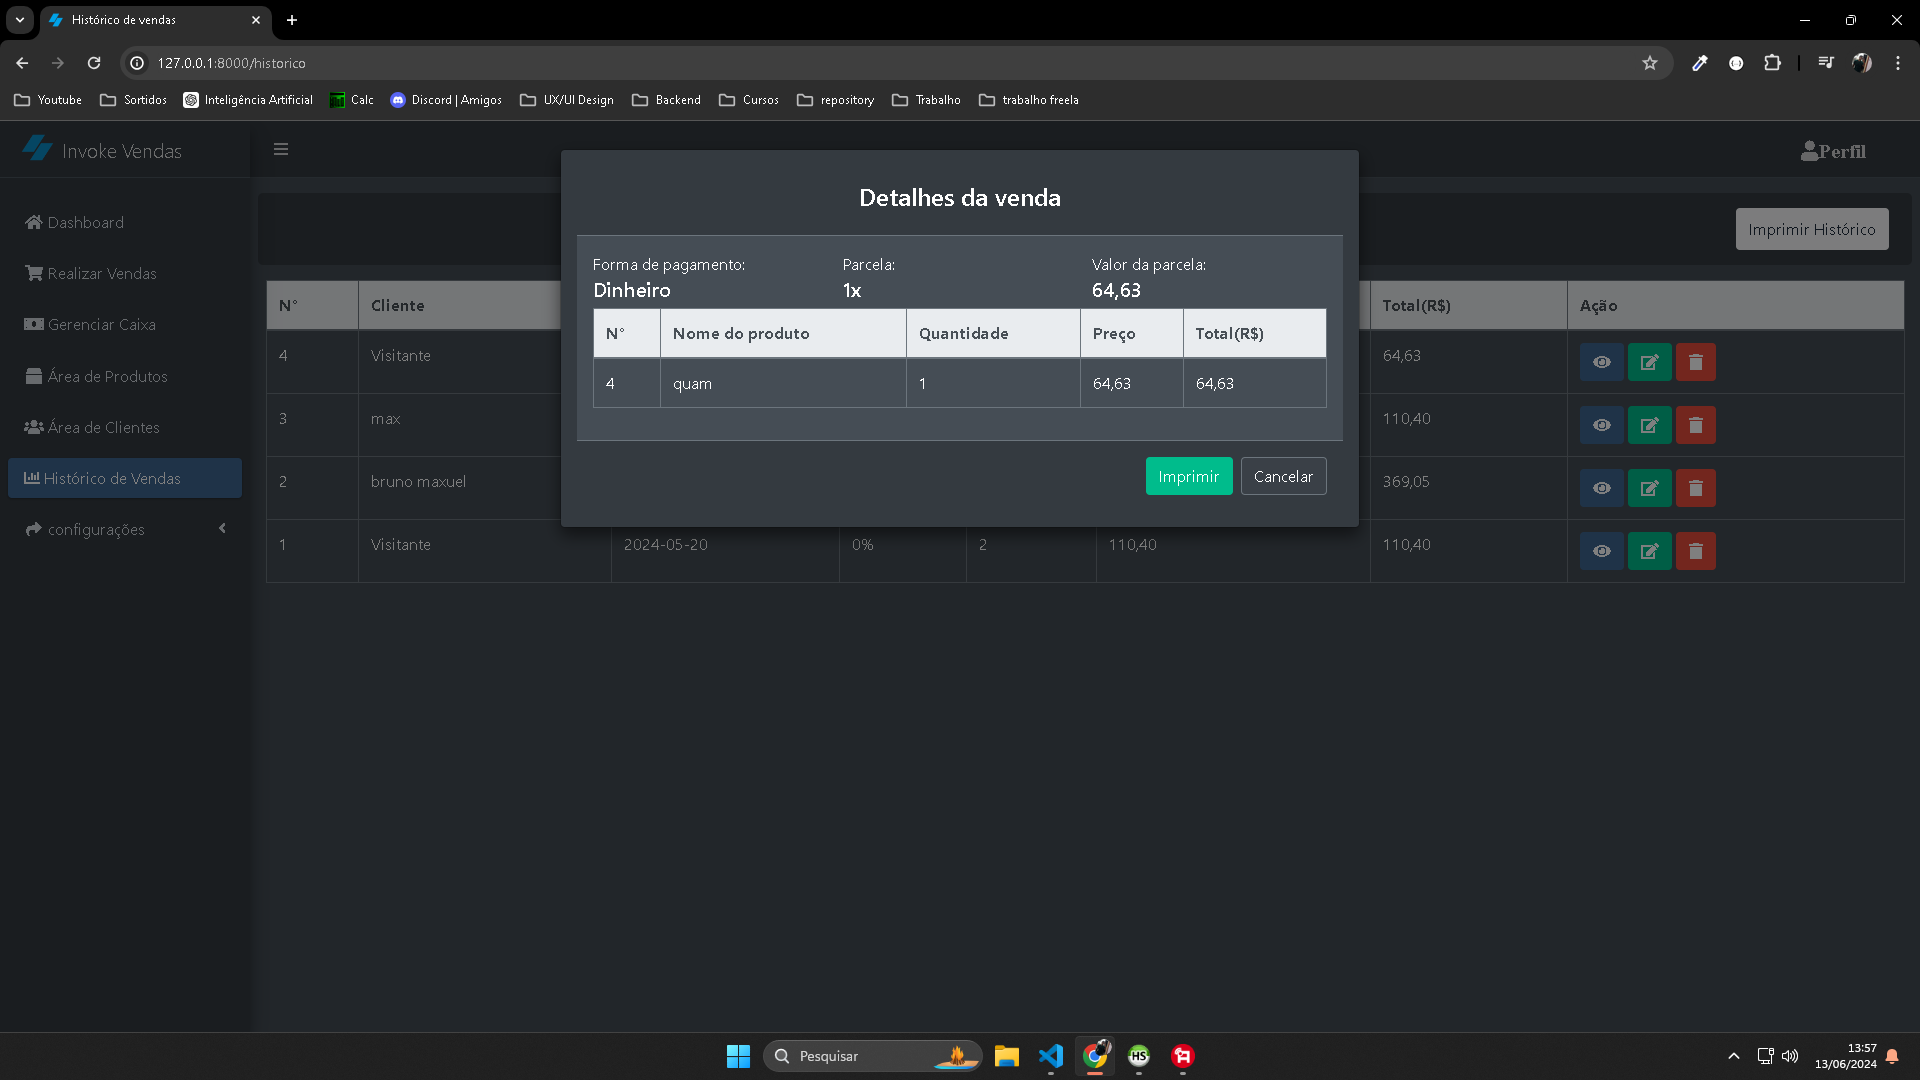 Histórico de vendas
127.0.0.1:8000/historico
Youtube Sortidos Inteligência Artificial Calc Discord | Amigos UX/UI Design Backend Cursos repository Trabalho trabalho freela
Invoke Vendas
Perfil
Dashboard
Realizar Vendas
Gerenciar Caixa
Área de Produtos
Área de Clientes
Histórico de Vendas
configurações
Imprimir Histórico
N° Cliente Total(R$) Ação
4 Visitante 64,63
3 max 110,40
2 bruno maxuel 369,05
1 Visitante 2024-05-20 0% 2 110,40 110,40
Detalhes da venda
Forma de pagamento: Parcela: Valor da parcela:
Dinheiro 1x 64,63
N° Nome do produto Quantidade Preço Total(R$)
4 quam 1 64,63 64,63
Imprimir Cancelar
Pesquisar
HS
13:57
13/06/2024